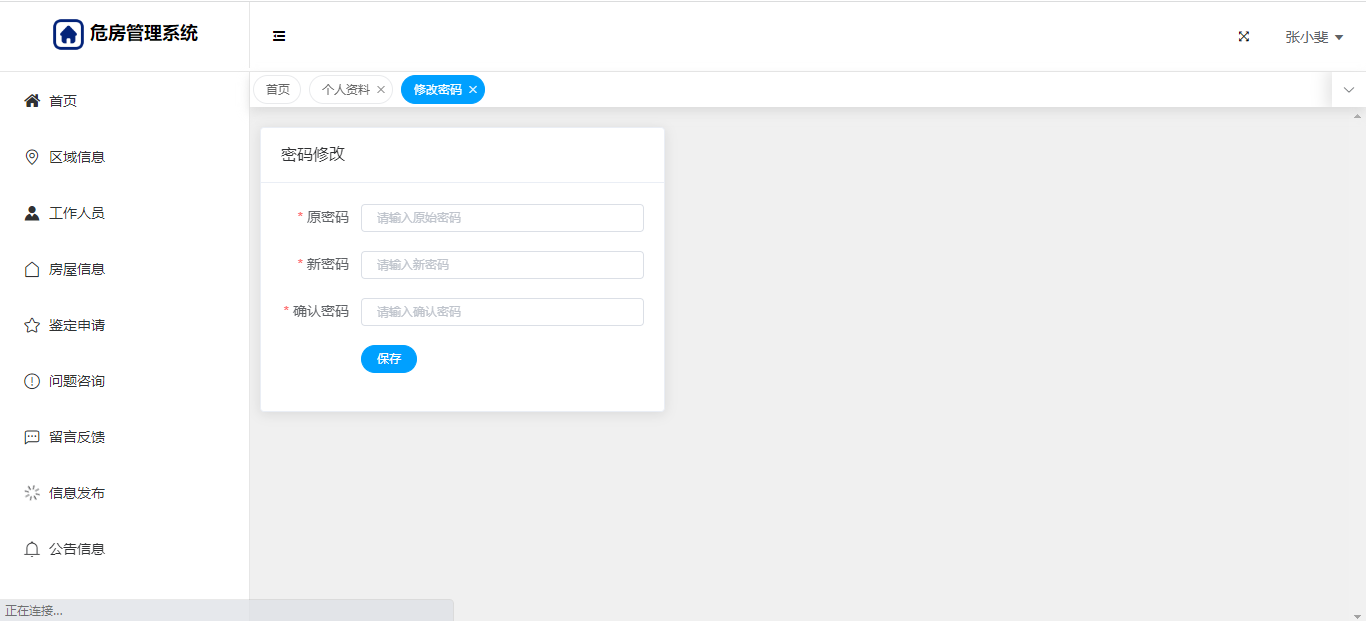 危房管理系统
张小斐
首页
个人资料
修改密码
首页
区域信息
工作人员
房屋信息
鉴定申请
问题咨询
留言反馈
信息发布
公告信息
密码修改
* 原密码 请输入原始密码
* 新密码 请输入新密码
* 确认密码 请输入确认密码
保存
正在连接...